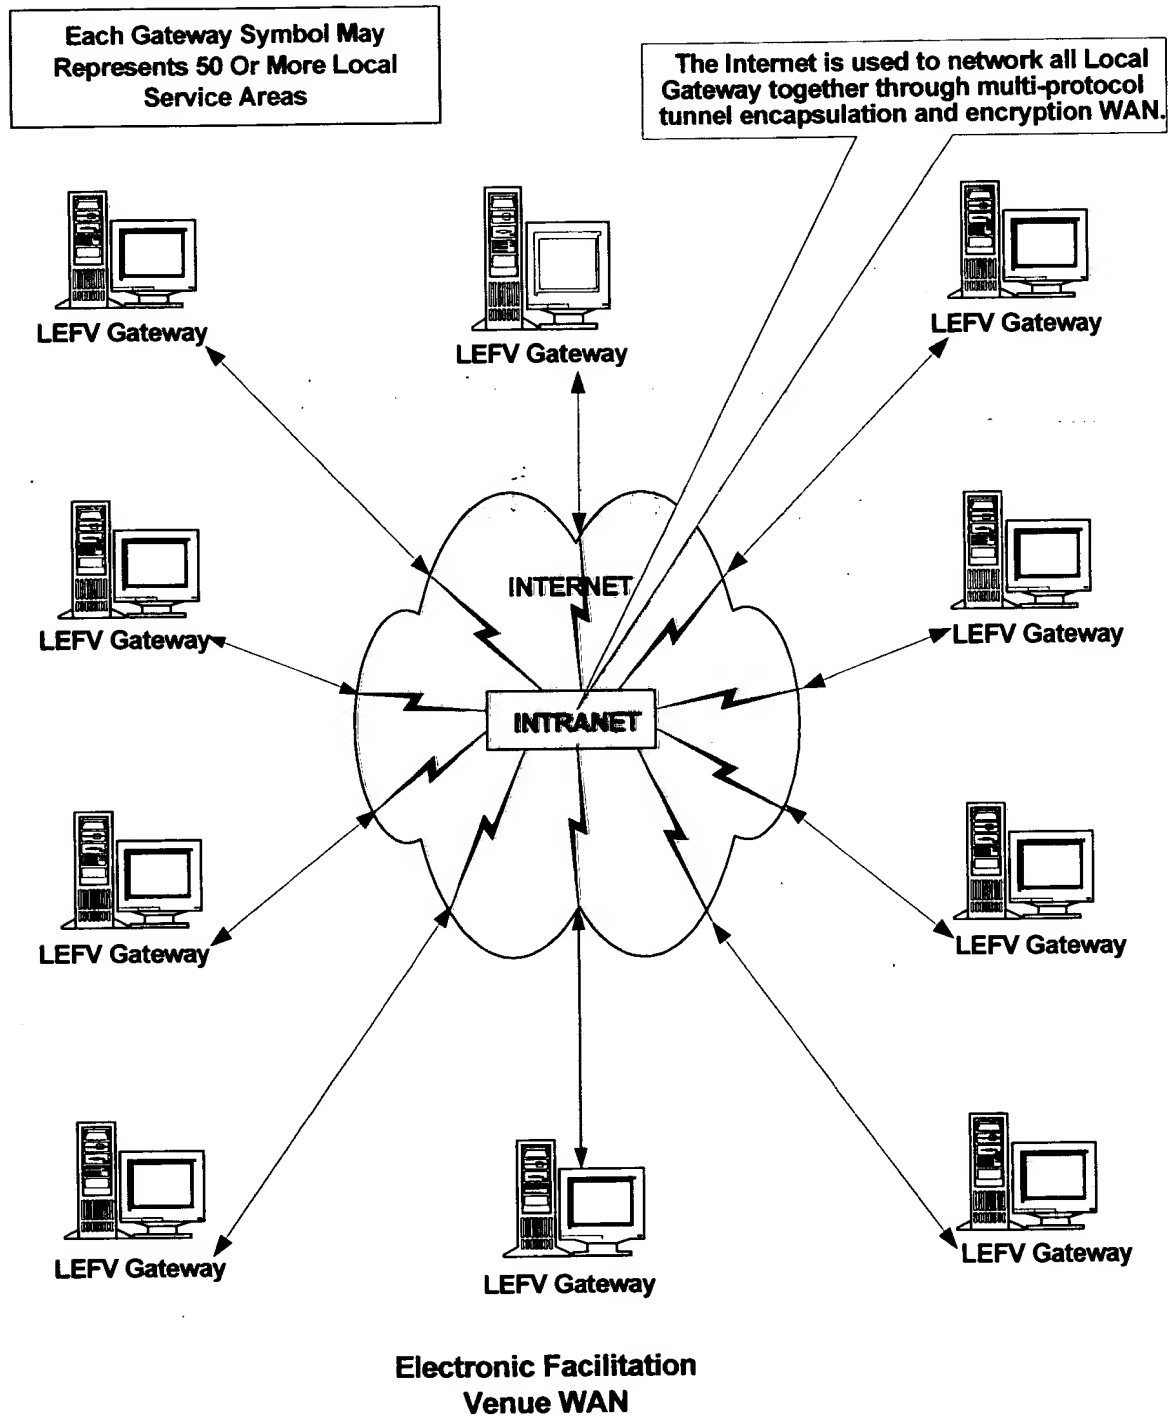 Each Gateway Symbol May
Represents 50 Or More Local
Service Areas
The Internet is used to network all Local
Gateway together through multi-protocol
tunnel encapsulation and encryption WAN.
LEFV Gateway
LEFV Gateway
LEFV Gateway
INTERNET
LEFV Gateway
LEFV Gateway
INTRANET
LEFV Gateway
LEFV Gateway
LEFV Gateway
LEFV Gateway
LEFV Gateway
Electronic Facilitation
Venue WAN